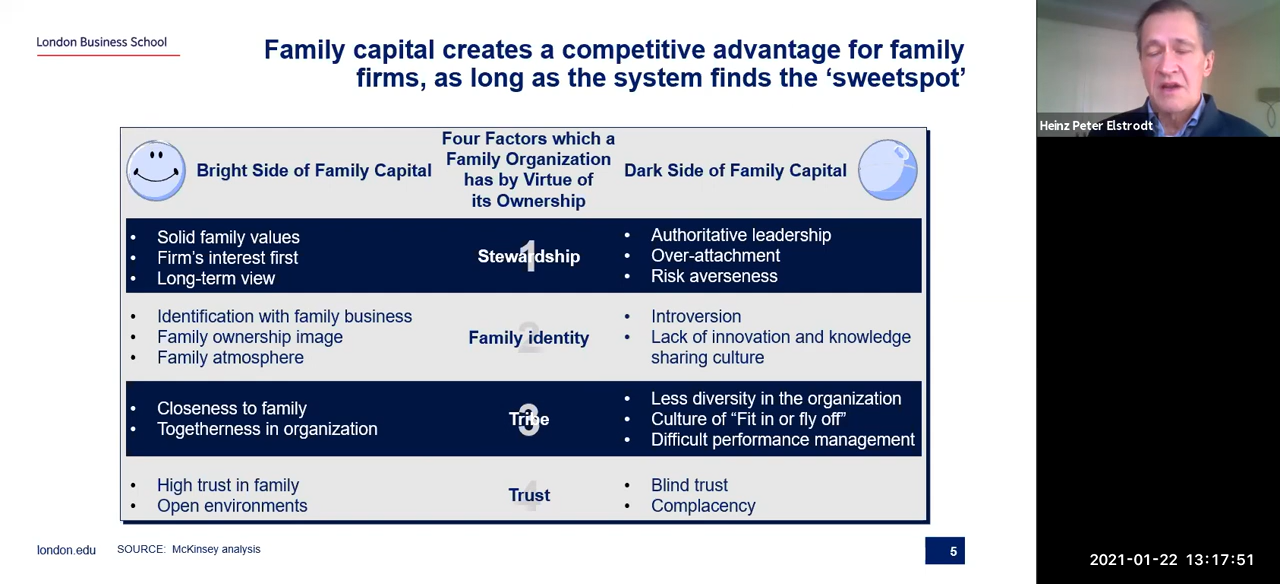 London Business School
Family capital creates a competitive advantage for family
firms, as long as the system finds the ‘sweetspot’
Heinz Peter Elstrodt
Bright Side of Family Capital
Four Factors which a
Family Organization
has by Virtue of
its Ownership
Dark Side of Family Capital
• Solid family values
• Firm’s interest first
• Long-term view
1
Stewardship
• Authoritative leadership
• Over-attachment
• Risk averseness
• Identification with family business
• Family ownership image
• Family atmosphere
2
Family identity
• Introversion
• Lack of innovation and knowledge
sharing culture
• Closeness to family
• Togetherness in organization
3
Tribe
• Less diversity in the organization
• Culture of “Fit in or fly off”
• Difficult performance management
• High trust in family
• Open environments
4
Trust
• Blind trust
• Complacency
london.edu
SOURCE: McKinsey analysis
5
2021-01-22 13:17:51